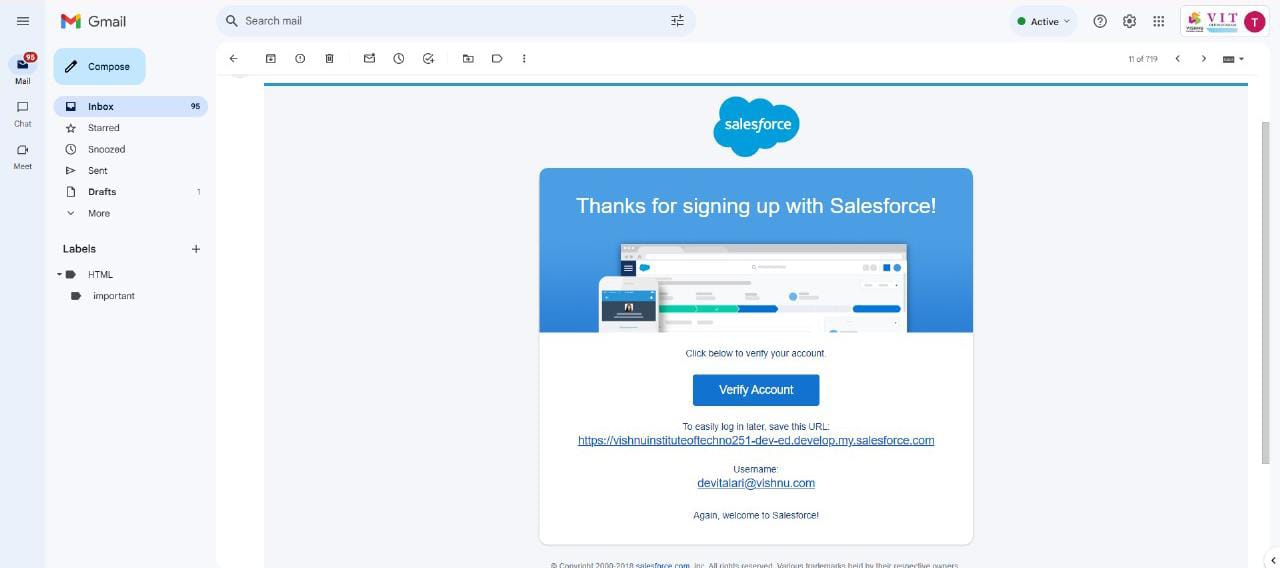 Gmail
Search mail
Active
VIT
T
95
Mail
Chat
Meet
Compose
Inbox 95
Starred
Snoozed
Sent
Drafts 1
More
Labels
HTML
important
11 of 719
salesforce
Thanks for signing up with Salesforce!
Click below to verify your account.
Verify Account
To easily log in later, save this URL:
https://vishnuinstituteoftechno251-dev-ed.develop.my.salesforce.com
Username:
devitalari@vishnu.com
Again, welcome to Salesforce!
© Copyright 2000-2018 salesforce.com, inc. All rights reserved. Various trademarks held by their respective owners.